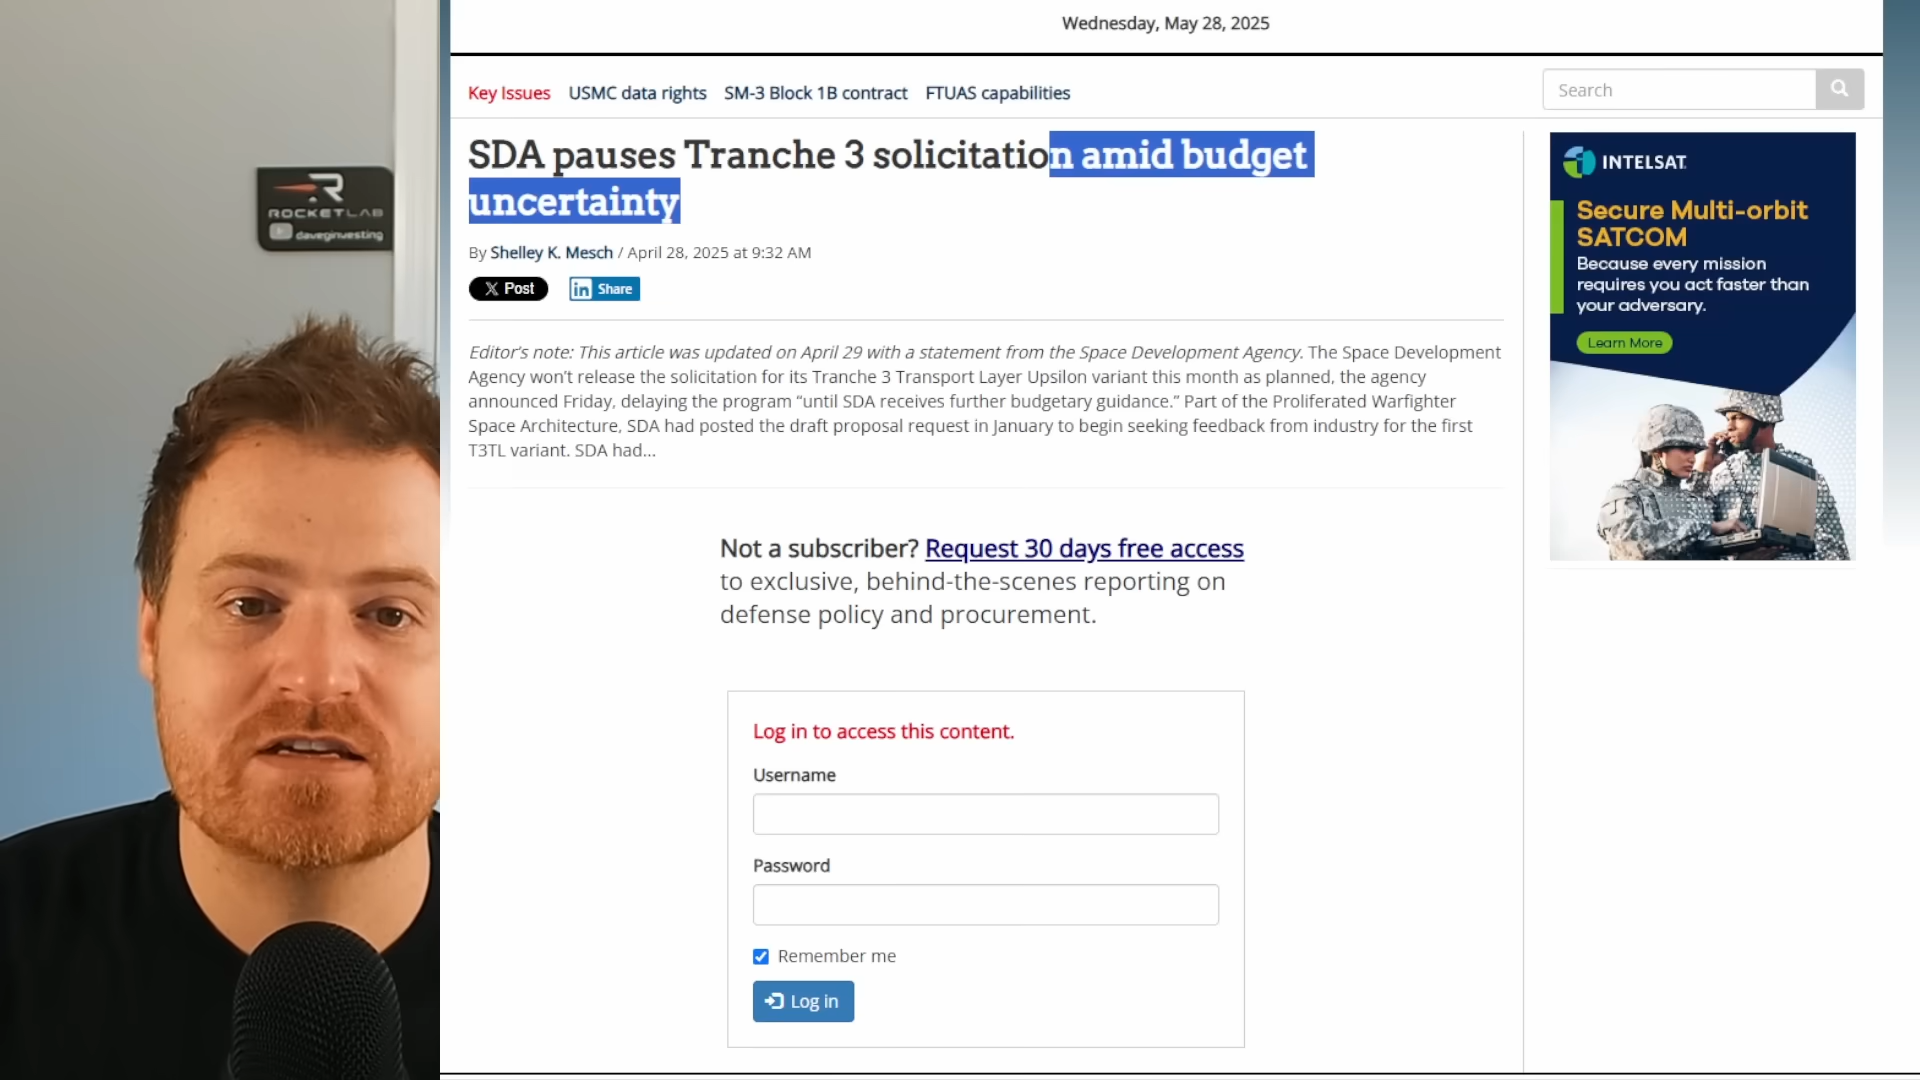 Wednesday, May 28, 2025
Key Issues USMC data rights SM-3 Block 1B contract FTUAS capabilities
Search
SDA pauses Tranche 3 solicitation amid budget
uncertainty
By Shelley K. Mesch / April 28, 2025 at 9:32 AM
X Post
in Share
Editor's note: This article was updated on April 29 with a statement from the Space Development Agency. The Space Development
Agency won't release the solicitation for its Tranche 3 Transport Layer Upsilon variant this month as planned, the agency
announced Friday, delaying the program “until SDA receives further budgetary guidance.” Part of the Proliferated Warfighter
Space Architecture, SDA had posted the draft proposal request in January to begin seeking feedback from industry for the first
T3TL variant. SDA had...
Not a subscriber? Request 30 days free access
to exclusive, behind-the-scenes reporting on
defense policy and procurement.
Log in to access this content.
Username
Password
Remember me
Log in
INTELSAT
Secure Multi-orbit
SATCOM
Because every mission
requires you act faster than
your adversary.
Learn More
R
ROCKETLAB
daveginvesting